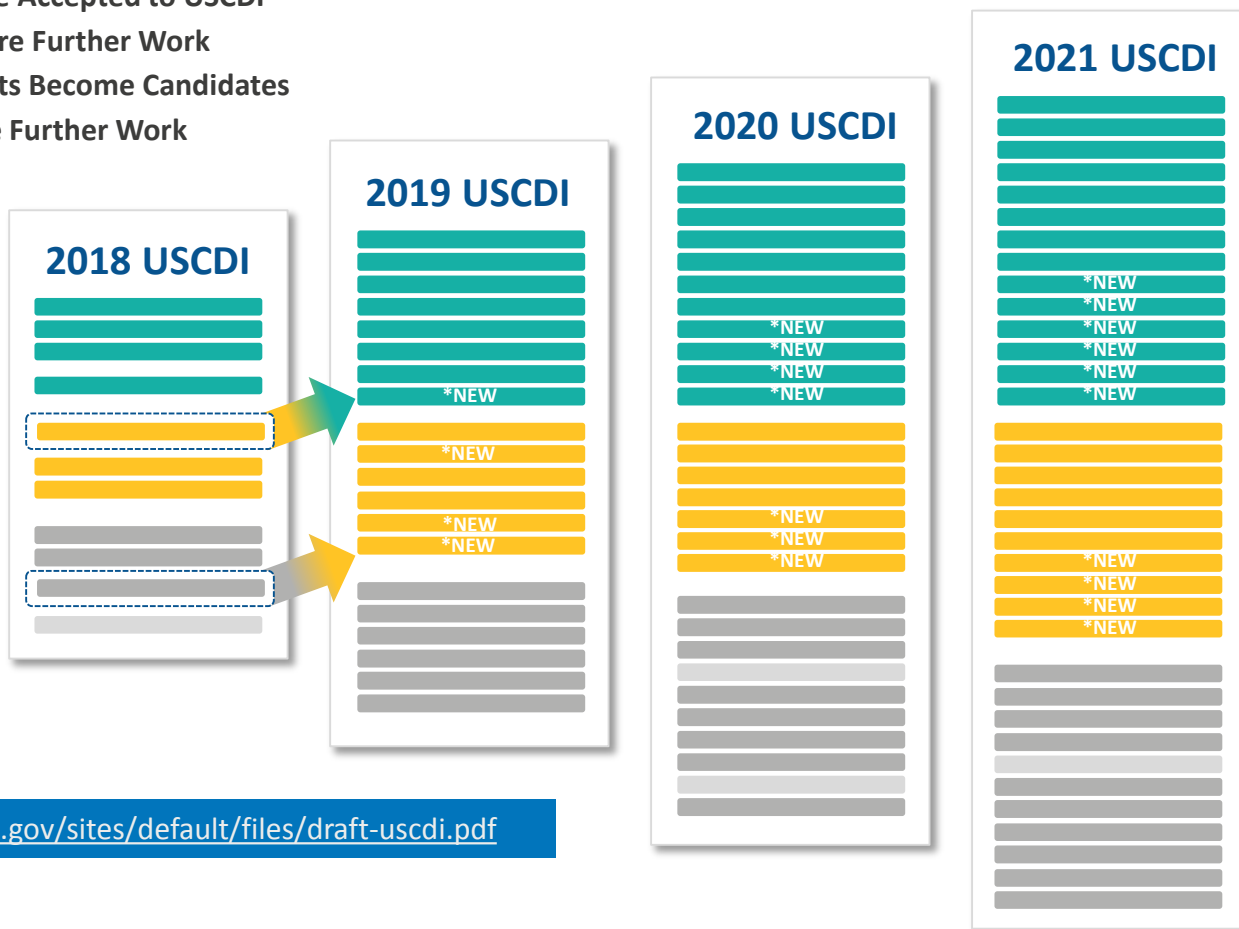 e Accepted to USCDI
re Further Work
ts Become Candidates
e Further Work
2018 USCDI
2019 USCDI
*NEW
*NEW
*NEW
*NEW
2020 USCDI
*NEW
*NEW
*NEW
*NEW
*NEW
*NEW
*NEW
2021 USCDI
*NEW
*NEW
*NEW
*NEW
*NEW
*NEW
*NEW
*NEW
*NEW
*NEW
.gov/sites/default/files/draft-uscdi.pdf